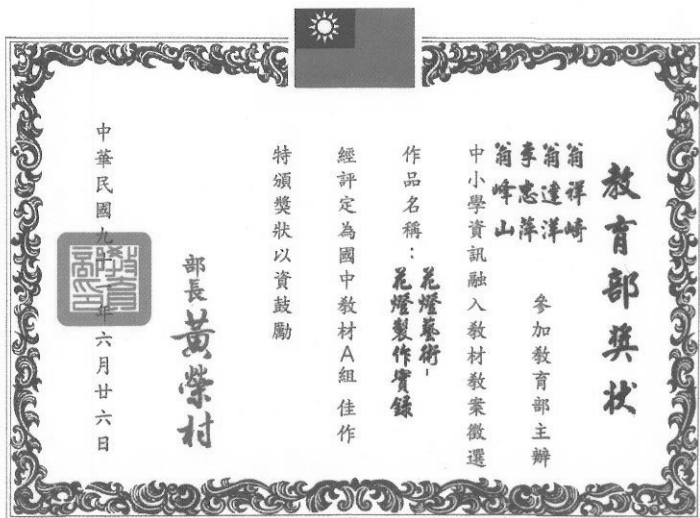 教育部奬狀
翁祥崎
翁達洋
李忠萍
翁峰山
參加教育部主辦
中小學資訊融入教材教案徵選
作品名稱：花燈藝術-
花燈製作實錄
經評定為國中教材A組 佳作
特頒獎狀以資鼓勵
部長 黃榮村
中華民國九十一年六月廿六日